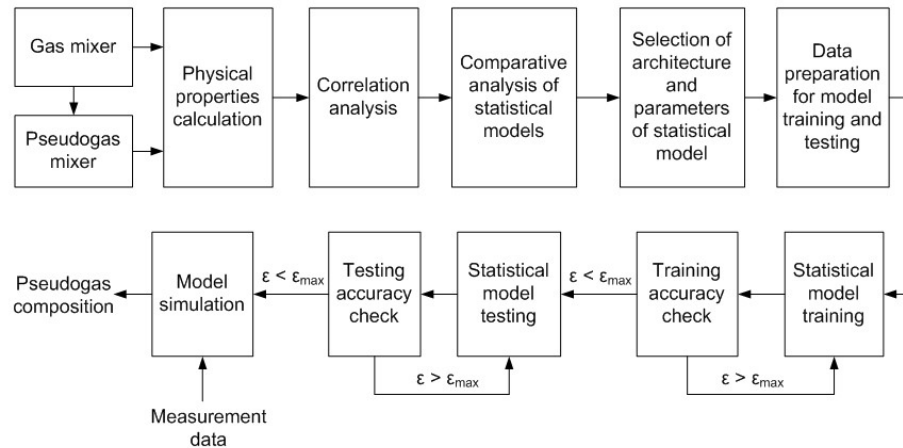 Gas mixer
Pseudogas
mixer
Physical
properties
calculation
Correlation
analysis
Comparative
analysis of
statistical
models
Selection of
architecture
and
parameters
of statistical
model
Data
preparation
for model
training and
testing
Pseudogas
composition
Model
simulation
ε < εmax
Testing
accuracy
check
Statistical
model
testing
ε < εmax
Training
accuracy
check
Statistical
model
training
ε > εmax
ε > εmax
Measurement
data